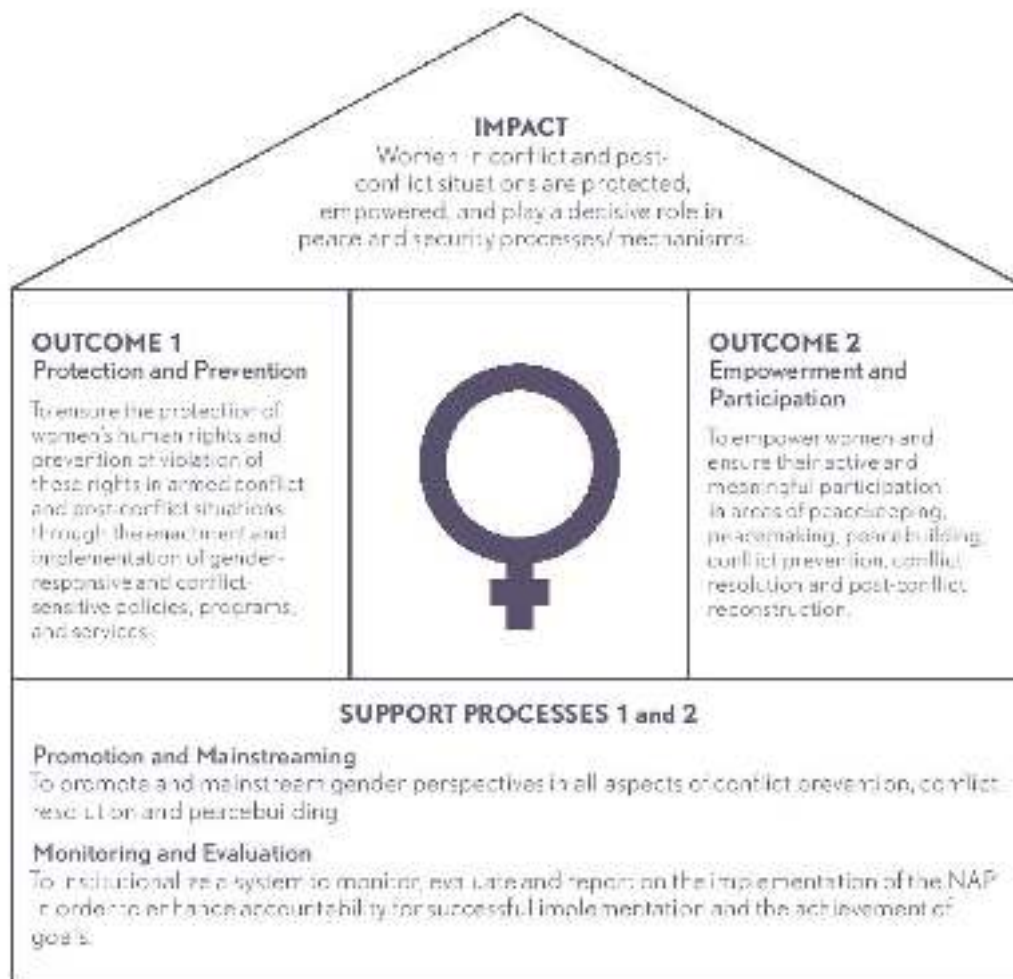 IMPACT
Women in conflict and post-
conflict situations are protected,
empowered, and play a decisive role in
peace and security processes/mechanisms.
OUTCOME 1
Protection and Prevention
To ensure the protection of
women's human rights and
prevention of violation of
these rights in armed conflict
and post-conflict situations
through the enactment and
implementation of gender-
responsive and conflict-
sensitive policies, programs,
and services.
OUTCOME 2
Empowerment and
Participation
To empower women and
ensure their active and
meaningful participation
in areas of peacekeeping,
peacemaking, peacebuilding,
conflict prevention, conflict
resolution and post-conflict
reconstruction.
SUPPORT PROCESSES 1 and 2
Promotion and Mainstreaming
To promote and mainstream gender perspectives in all aspects of conflict prevention, conflict
resolution and peacebuilding
Monitoring and Evaluation
To institutionalize a system to monitor, evaluate and report on the implementation of the NAP
in order to enhance accountability for successful implementation and the achievement of
goals.